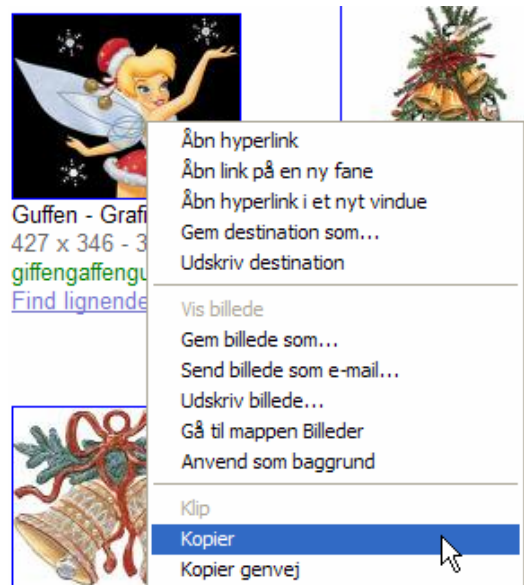 Guffen - Grafi
427 x 346 - 3
giffengaffengu
Find lignende
Åbn hyperlink
Åbn link på en ny fane
Åbn hyperlink i et nyt vindue
Gem destination som...
Udskriv destination
Vis billede
Gem billede som...
Send billede som e-mail...
Udskriv billede...
Gå til mappen Billeder
Anvend som baggrund
Klip
Kopier
Kopier genvej